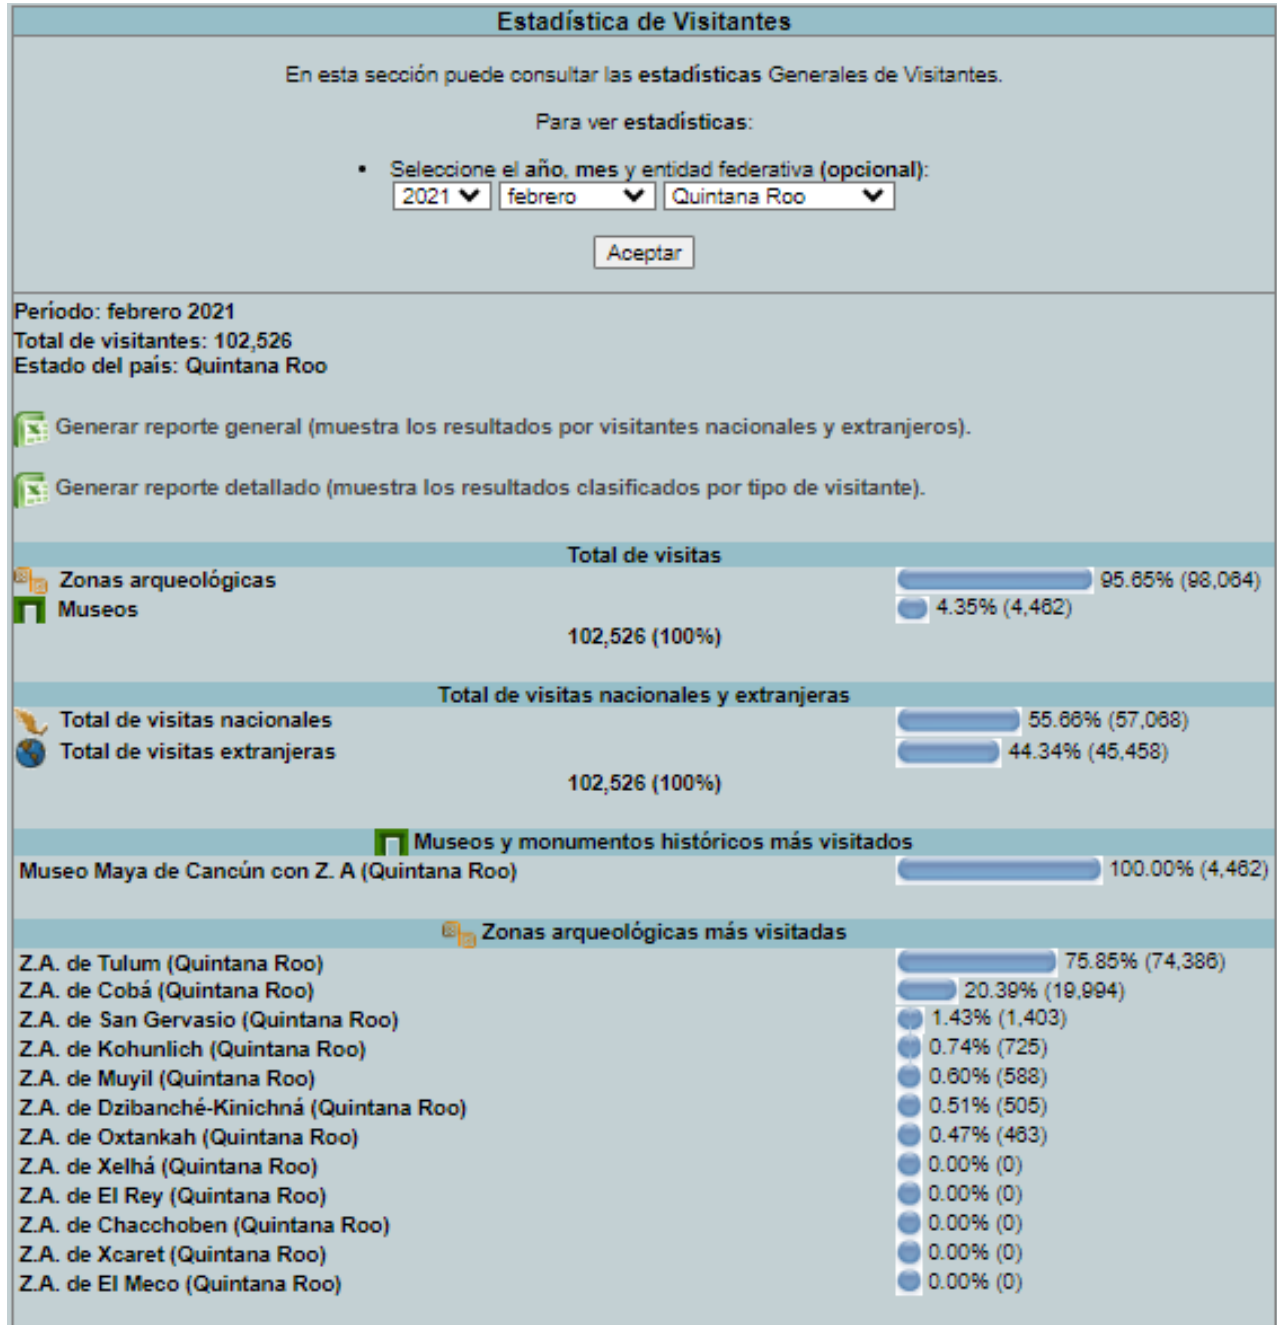 Estadística de Visitantes
En esta sección puede consultar las estadísticas Generales de Visitantes.
Para ver estadísticas:
• Seleccione el año, mes y entidad federativa (opcional):
2021 febrero Quintana Roo
Aceptar
Período: febrero 2021
Total de visitantes: 102,526
Estado del país: Quintana Roo
Generar reporte general (muestra los resultados por visitantes nacionales y extranjeros).
Generar reporte detallado (muestra los resultados clasificados por tipo de visitante).
Total de visitas
Zonas arqueológicas 95.65% (98,064)
Museos 4.35% (4,462)
102,526 (100%)
Total de visitas nacionales y extranjeras
Total de visitas nacionales 55.66% (57,068)
Total de visitas extranjeras 44.34% (45,458)
102,526 (100%)
Museos y monumentos históricos más visitados
Museo Maya de Cancún con Z. A (Quintana Roo) 100.00% (4,462)
Zonas arqueológicas más visitadas
Z.A. de Tulum (Quintana Roo) 75.85% (74,386)
Z.A. de Cobá (Quintana Roo) 20.39% (19,994)
Z.A. de San Gervasio (Quintana Roo) 1.43% (1,403)
Z.A. de Kohunlich (Quintana Roo) 0.74% (725)
Z.A. de Muyil (Quintana Roo) 0.60% (588)
Z.A. de Dzibanché-Kinichná (Quintana Roo) 0.51% (505)
Z.A. de Oxtankah (Quintana Roo) 0.47% (463)
Z.A. de Xelhá (Quintana Roo) 0.00% (0)
Z.A. de El Rey (Quintana Roo) 0.00% (0)
Z.A. de Chacchoben (Quintana Roo) 0.00% (0)
Z.A. de Xcaret (Quintana Roo) 0.00% (0)
Z.A. de El Meco (Quintana Roo) 0.00% (0)